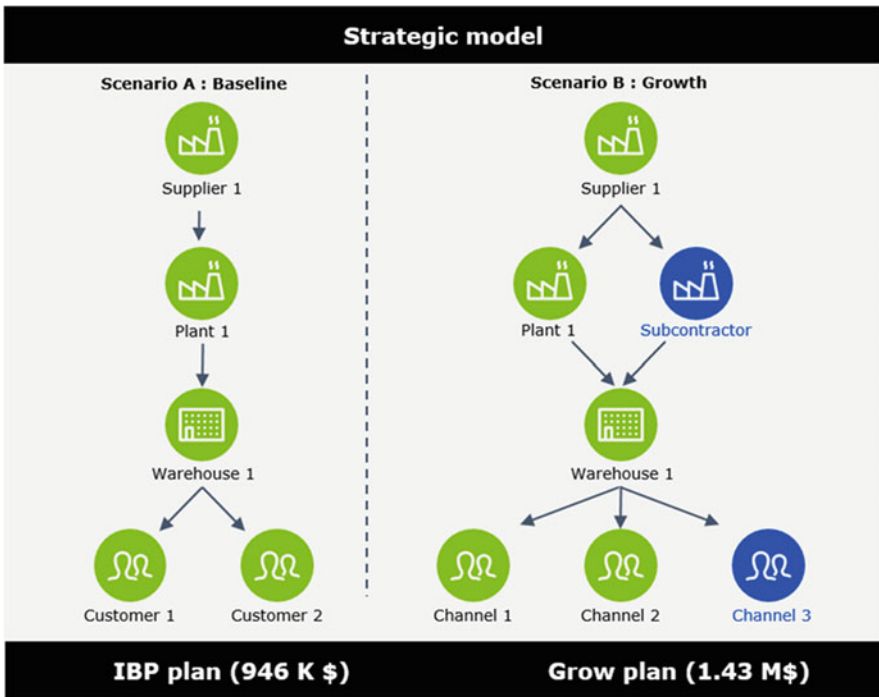 Strategic model
Scenario A : Baseline
Supplier 1
Plant 1
Warehouse 1
Customer 1
Customer 2
IBP plan (946 K $)
Scenario B : Growth
Supplier 1
Plant 1
Subcontractor
Warehouse 1
Channel 1
Channel 2
Channel 3
Grow plan (1.43 M$)